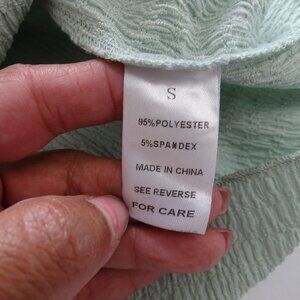 S
95%POLYESTER
5%SPANDEX
MADE IN CHINA
SEE REVERSE
FOR CARE